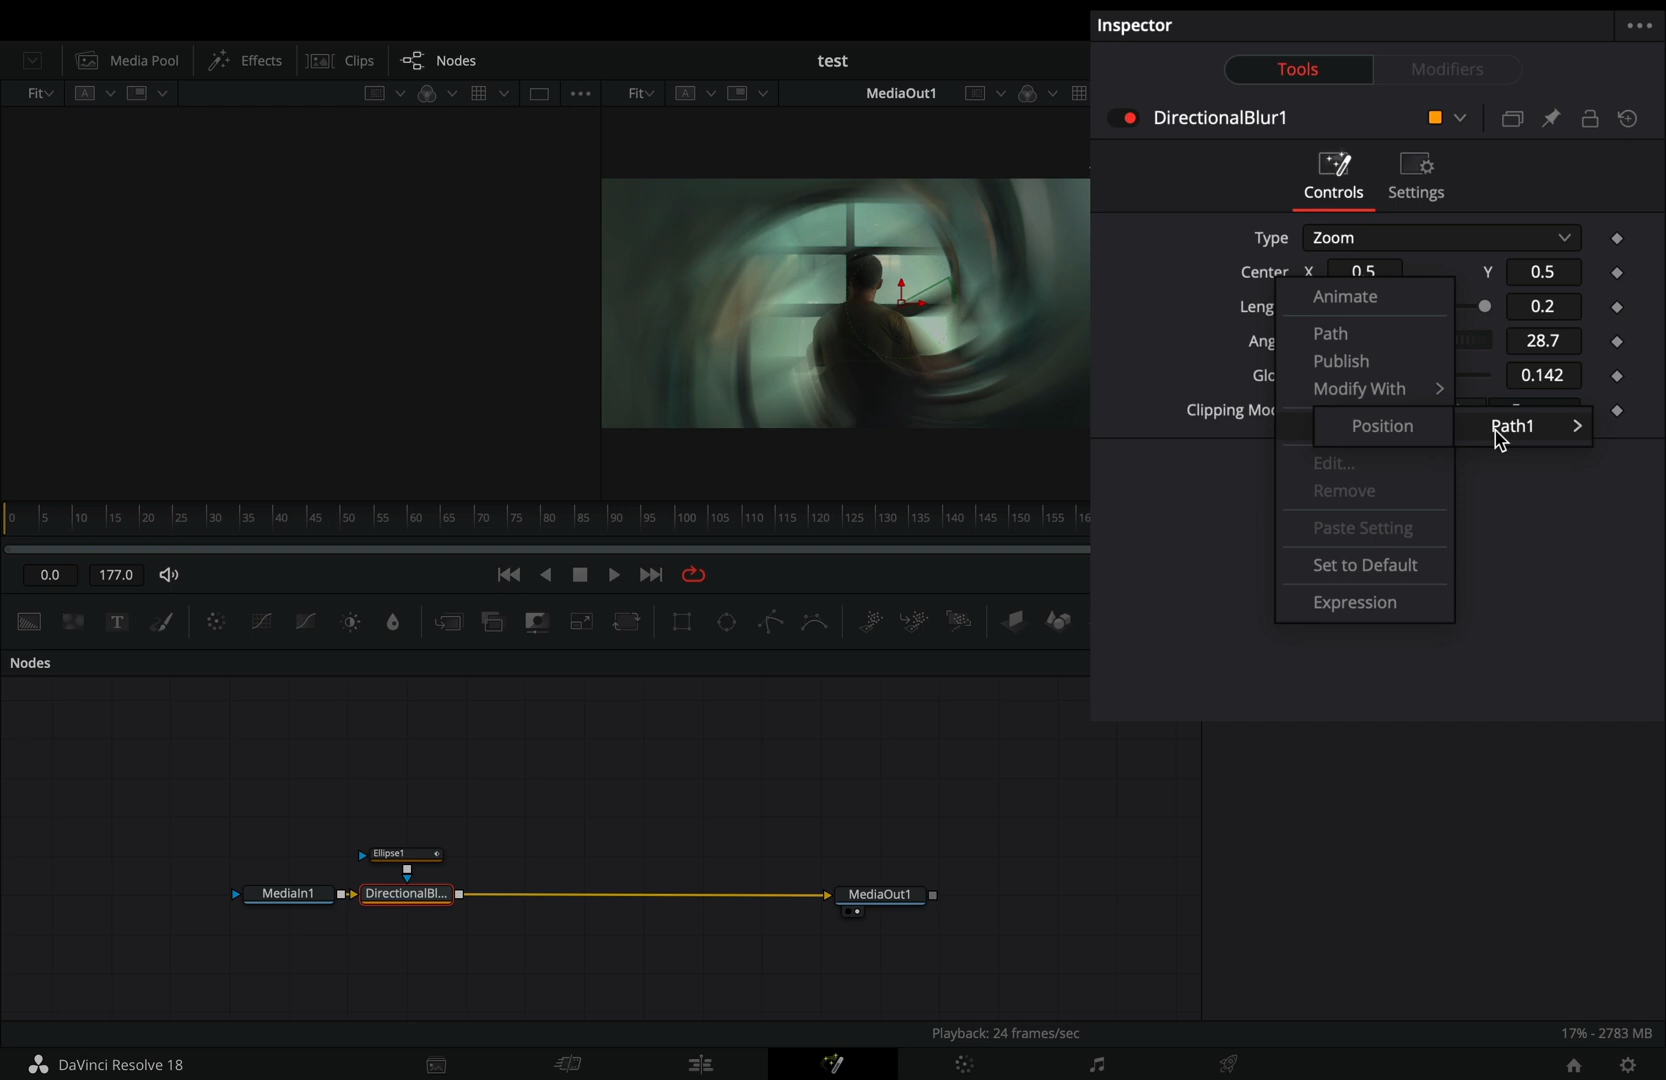 Inspector
Media Pool
Effects
Clips
Nodes
test
Fit
A
Fit
A
MediaOut1
Tools
Modifiers
DirectionalBlur1
Controls
Settings
Type
Zoom
Center X 0.5 Y 0.5
Leng
0.2
Ang
28.7
Glo
0.142
Clipping Mod
Animate
Path
Publish
Modify With
Position
Path1
Edit...
Remove
Paste Setting
Set to Default
Expression
0 5 10 15 20 25 30 35 40 45 50 55 60 65 70 75 80 85 90 95 100 105 110 115 120 125 130 135 140 145 150 155 16
0.0
177.0
T
Nodes
Ellipse1
MediaIn1
DirectionalBl...
MediaOut1
Playback: 24 frames/sec
17% - 2783 MB
DaVinci Resolve 18